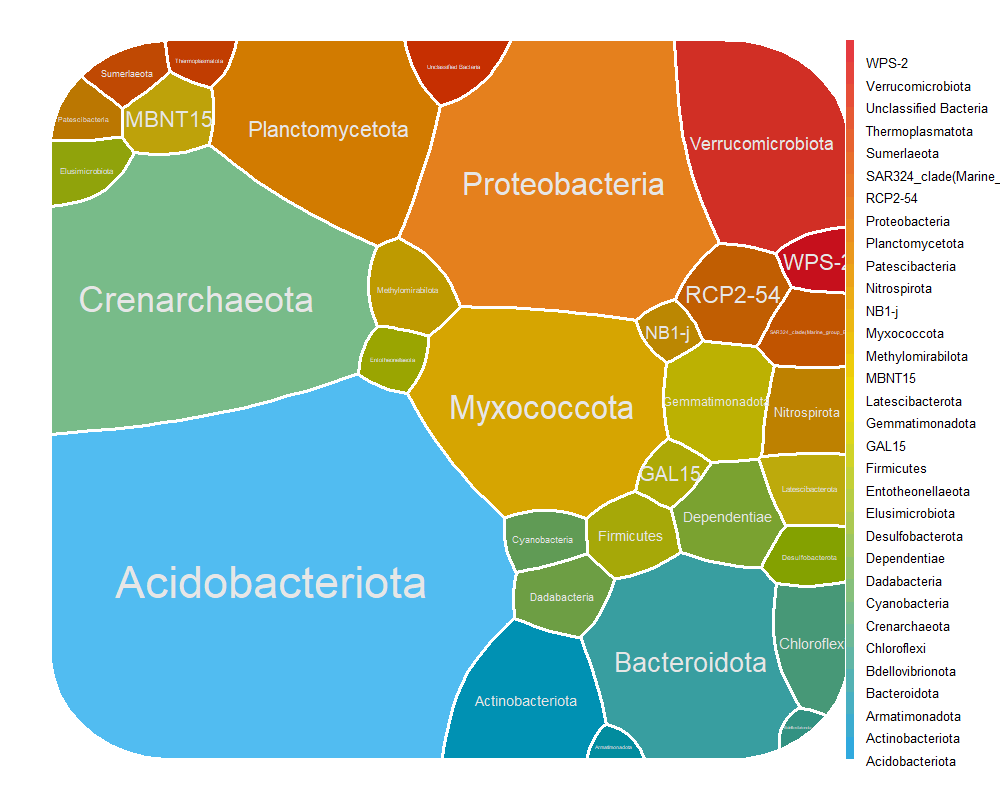 Thermoplasmatota
Unclassified Bacteria
Sumerlaeota
Patescibacteria
MBNT15
Planctomycetota
Verrucomicrobiota
Elusimicrobiota
Proteobacteria
WPS-2
Crenarchaeota
Methylomirabilota
RCP2-54
NB1-j
SAR324_clade(Marine_group_B
Entotheonellaeota
Myxococcota
Gemmatimonadota
Nitrospirota
GAL15
Latescibacterota
Dependentiae
Cyanobacteria
Firmicutes
Desulfobacterota
Acidobacteriota
Dadabacteria
Bacteroidota
Chloroflexi
Actinobacteriota
Armatimonadota
WPS-2
Verrucomicrobiota
Unclassified Bacteria
Thermoplasmatota
Sumerlaeota
SAR324_clade(Marine_
RCP2-54
Proteobacteria
Planctomycetota
Patescibacteria
Nitrospirota
NB1-j
Myxococcota
Methylomirabilota
MBNT15
Latescibacterota
Gemmatimonadota
GAL15
Firmicutes
Entotheonellaeota
Elusimicrobiota
Desulfobacterota
Dependentiae
Dadabacteria
Cyanobacteria
Crenarchaeota
Chloroflexi
Bdellovibrionota
Bacteroidota
Armatimonadota
Actinobacteriota
Acidobacteriota